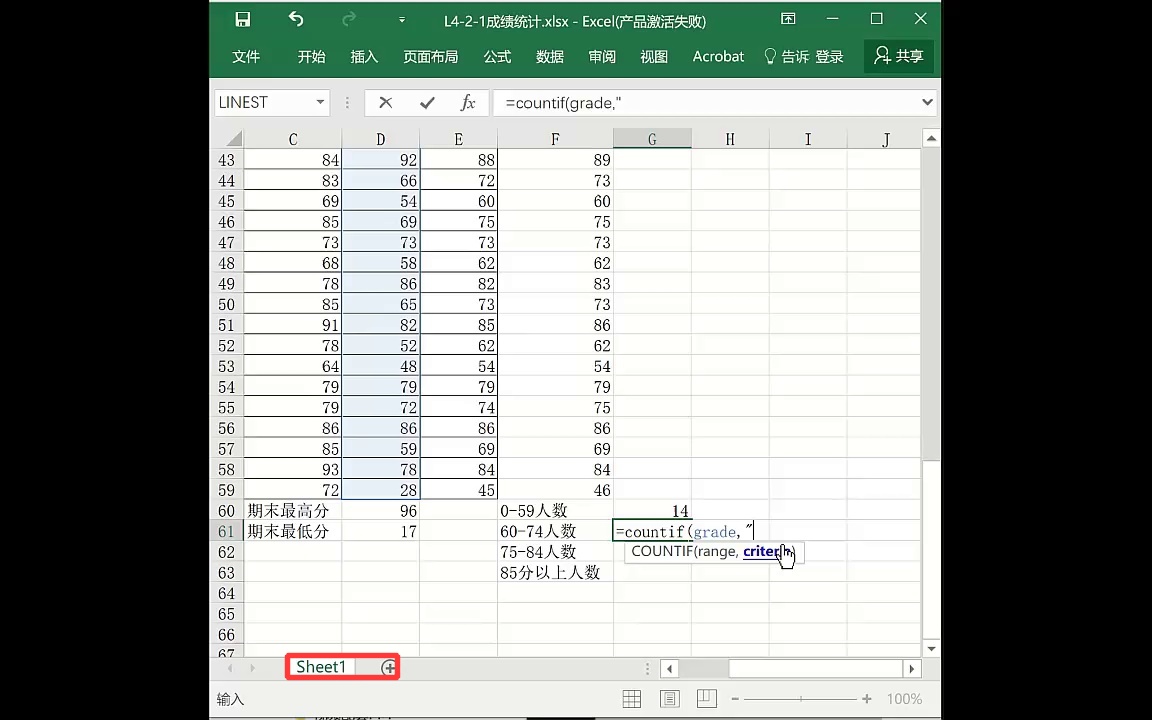 L4-2-1成绩统计.xlsx - Excel(产品激活失败)
文件 开始 插入 页面布局 公式 数据 审阅 视图 Acrobat 告诉 登录 共享
LINEST fx =countif(grade,"
C D E F G H I J
43 84 92 88 89
44 83 66 72 73
45 69 54 60 60
46 85 69 75 75
47 73 73 73 73
48 68 58 62 62
49 78 86 82 83
50 85 65 73 73
51 91 82 85 86
52 78 52 62 62
53 64 48 54 54
54 79 79 79 79
55 79 72 74 75
56 86 86 86 86
57 85 59 69 69
58 93 78 84 84
59 72 28 45 46
60 期末最高分 96 0-59人数 14
61 期末最低分 17 60-74人数 =countif(grade,"
62 75-84人数 COUNTIF(range, criter
63 85分以上人数
64
65
66
67
Sheet1
输入 100%